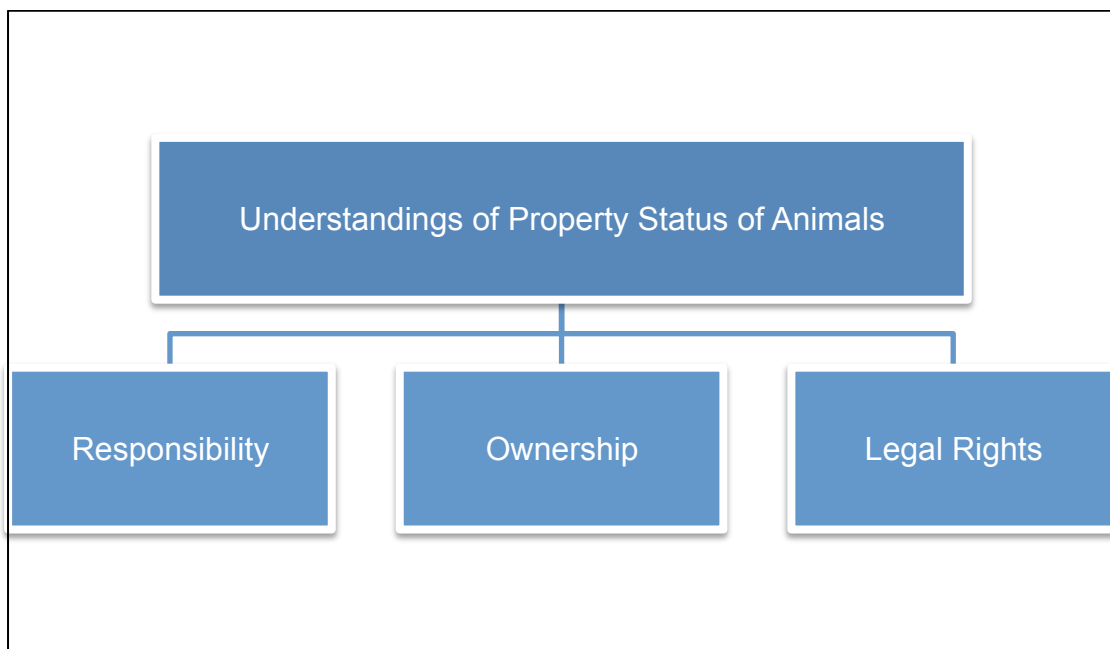 Understandings of Property Status of Animals
Responsibility
Ownership
Legal Rights